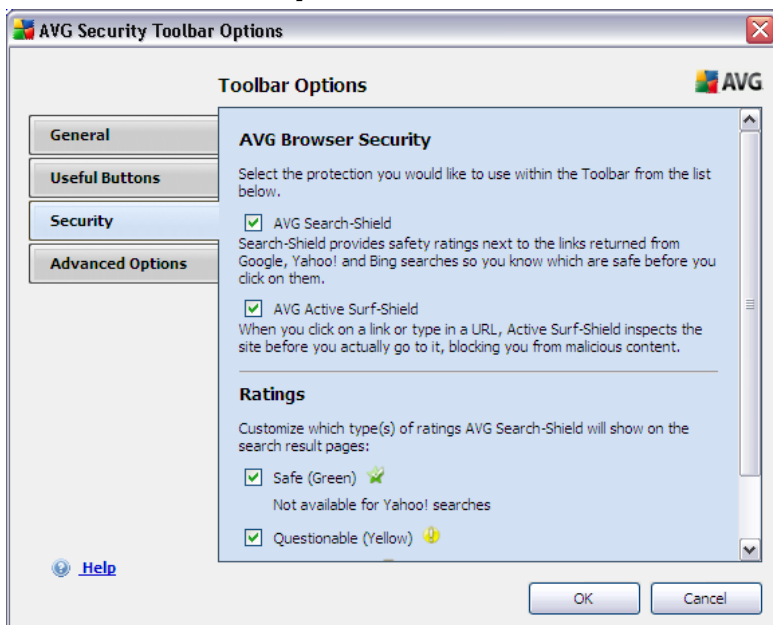 AVG Security Toolbar Options
Toolbar Options
AVG
General
Useful Buttons
Security
Advanced Options
AVG Browser Security
Select the protection you would like to use within the Toolbar from the list
below.
AVG Search-Shield
Search-Shield provides safety ratings next to the links returned from
Google, Yahoo! and Bing searches so you know which are safe before you
click on them.
AVG Active Surf-Shield
When you click on a link or type in a URL, Active Surf-Shield inspects the
site before you actually go to it, blocking you from malicious content.
Ratings
Customize which type(s) of ratings AVG Search-Shield will show on the
search result pages:
Safe (Green)
Not available for Yahoo! searches
Questionable (Yellow)
Help
OK
Cancel